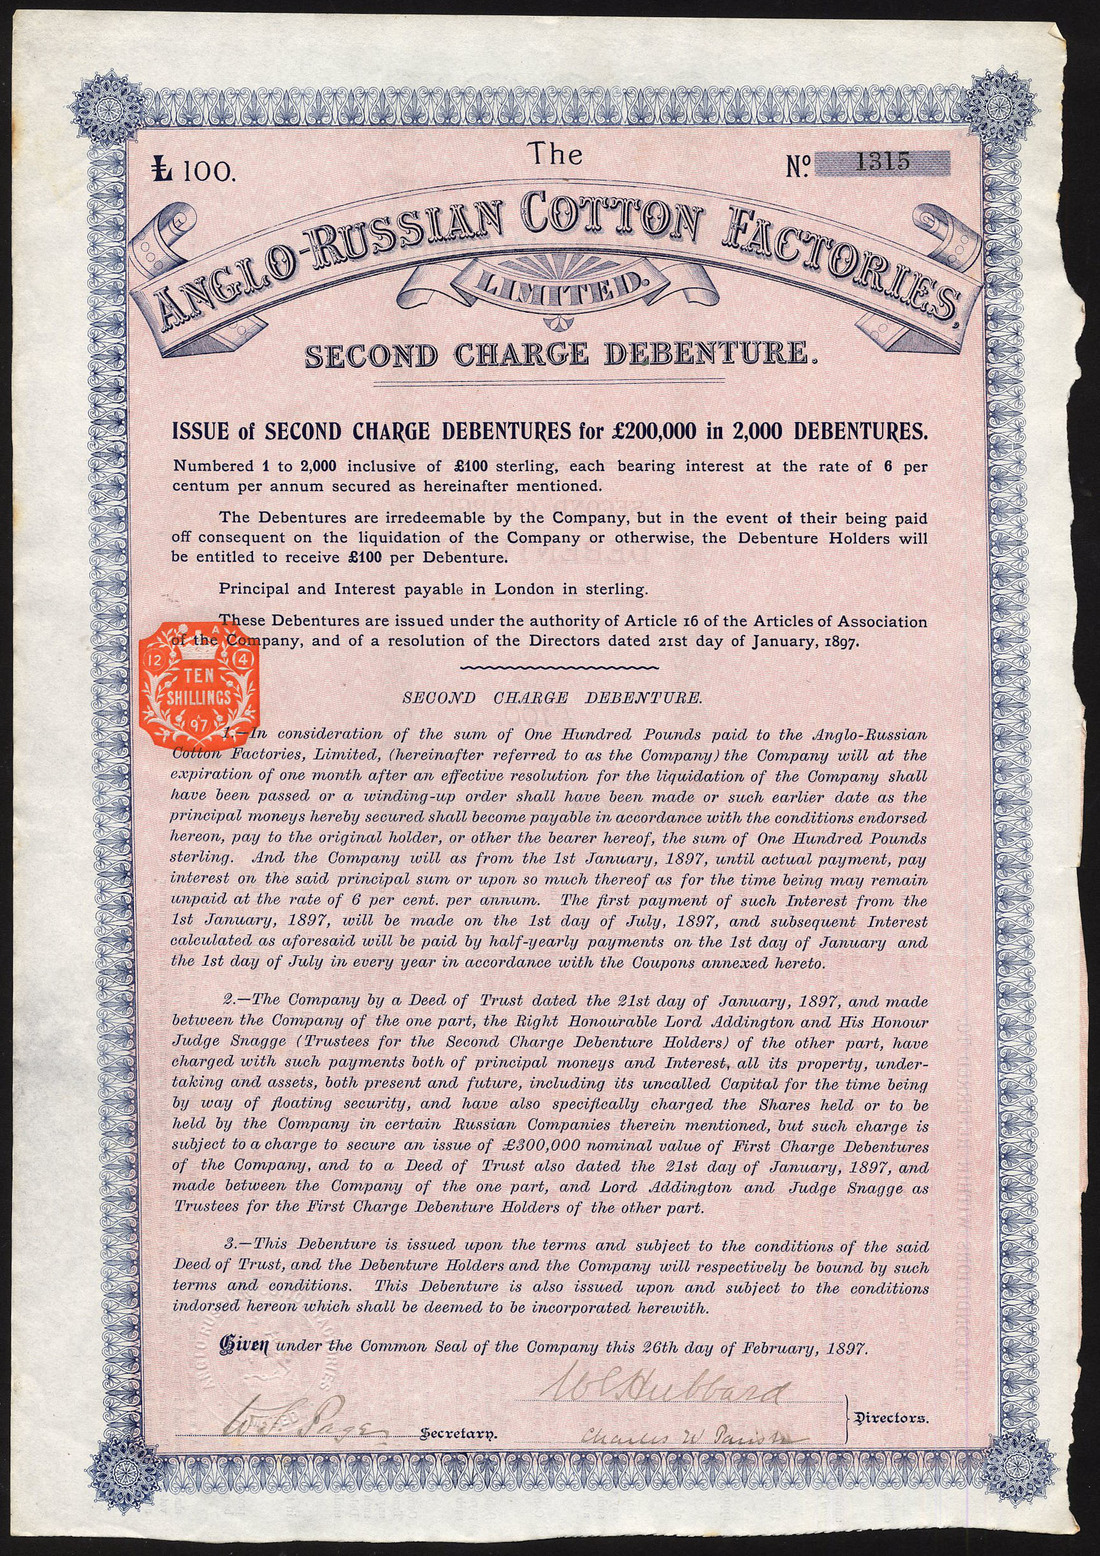 The
£ 100.
No. 1315
ANGLO-RUSSIAN COTTON FACTORIES,
LIMITED.
SECOND CHARGE DEBENTURE.
ISSUE of SECOND CHARGE DEBENTURES for £200,000 in 2,000 DEBENTURES.
Numbered 1 to 2,000 inclusive of £100 sterling, each bearing interest at the rate of 6 per
centum per annum secured as hereinafter mentioned.
The Debentures are irredeemable by the Company, but in the event of their being paid
off consequent on the liquidation of the Company or otherwise, the Debenture Holders will
be entitled to receive £100 per Debenture.
Principal and Interest payable in London in sterling.
These Debentures are issued under the authority of Article 16 of the Articles of Association
of the Company, and of a resolution of the Directors dated 21st day of January, 1897.
12 4
TEN
SHILLINGS
97
SECOND CHARGE DEBENTURE.
1.—In consideration of the sum of One Hundred Pounds paid to the Anglo-Russian
Cotton Factories, Limited, (hereinafter referred to as the Company) the Company will at the
expiration of one month after an effective resolution for the liquidation of the Company shall
have been passed or a winding-up order shall have been made or such earlier date as the
principal moneys hereby secured shall become payable in accordance with the conditions endorsed
hereon, pay to the original holder, or other the bearer hereof, the sum of One Hundred Pounds
sterling. And the Company will as from the 1st January, 1897, until actual payment, pay
interest on the said principal sum or upon so much thereof as for the time being may remain
unpaid at the rate of 6 per cent. per annum. The first payment of such Interest from the
1st January, 1897, will be made on the 1st day of July, 1897, and subsequent Interest
calculated as aforesaid will be paid by half-yearly payments on the 1st day of January and
the 1st day of July in every year in accordance with the Coupons annexed hereto.
2.—The Company by a Deed of Trust dated the 21st day of January, 1897, and made
between the Company of the one part, the Right Honourable Lord Addington and His Honour
Judge Snagge (Trustees for the Second Charge Debenture Holders) of the other part, have
charged with such payments both of principal moneys and Interest, all its property, under-
taking and assets, both present and future, including its uncalled Capital for the time being
by way of floating security, and have also specifically charged the Shares held or to be
held by the Company in certain Russian Companies therein mentioned, but such charge is
subject to a charge to secure an issue of £300,000 nominal value of First Charge Debentures
of the Company, and to a Deed of Trust also dated the 21st day of January, 1897, and
made between the Company of the one part, and Lord Addington and Judge Snagge as
Trustees for the First Charge Debenture Holders of the other part.
3.—This Debenture is issued upon the terms and subject to the conditions of the said
Deed of Trust, and the Debenture Holders and the Company will respectively be bound by such
terms and conditions. This Debenture is also issued upon and subject to the conditions
indorsed hereon which shall be deemed to be incorporated herewith.
Given under the Common Seal of the Company this 26th day of February, 1897.
W C Hubbard
Directors.
Page Secretary.
Charles W Parish